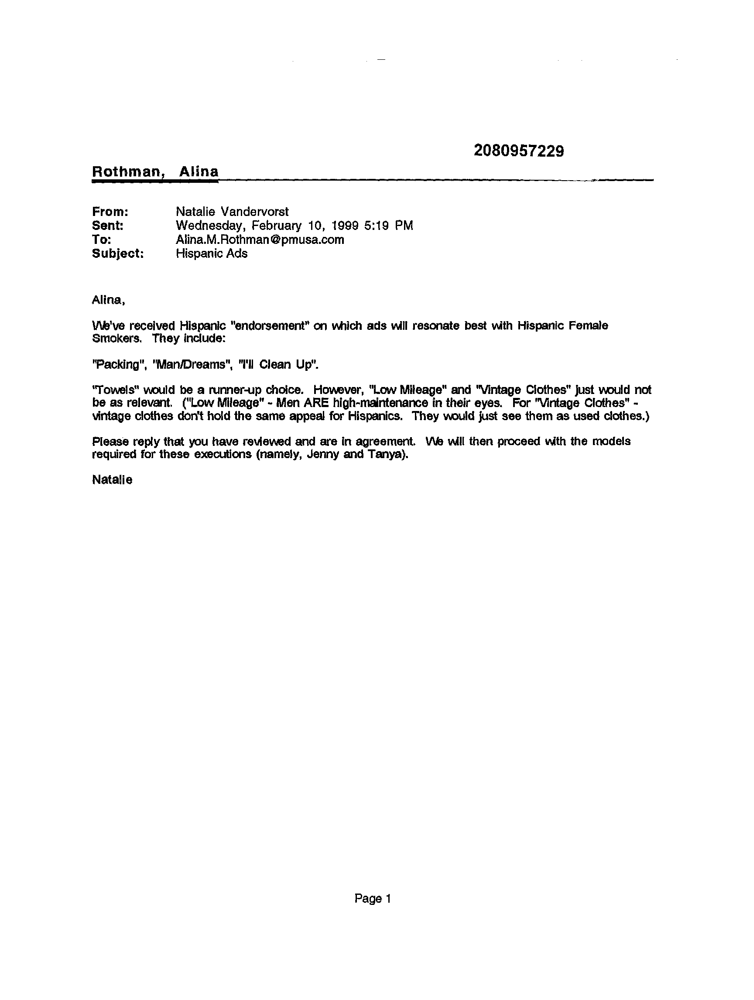 2080957229
Rothman, Alina
From: Natalie Vandervorst
Sent: Wednesday, February 10, 1999 5:19 PM
To: Alina.M.Rothman@pmusa.com
Subject: Hispanic Ads
Alina,
We've received Hispanic "endorsement" on which ads will resonate best with Hispanic Female
Smokers. They include:
"Packing", "Man/Dreams", "I'll Clean Up".
"Towels" would be a runner-up choice. However, "Low Mileage" and "Vintage Clothes" just would not
be as relevant. ("Low Mileage" - Men ARE high-maintenance in their eyes. For "Vintage Clothes" -
vintage clothes don't hold the same appeal for Hispanics. They would just see them as used clothes.)
Please reply that you have reviewed and are in agreement. We will then proceed with the models
required for these executions (namely, Jenny and Tanya).
Natalie
Page 1